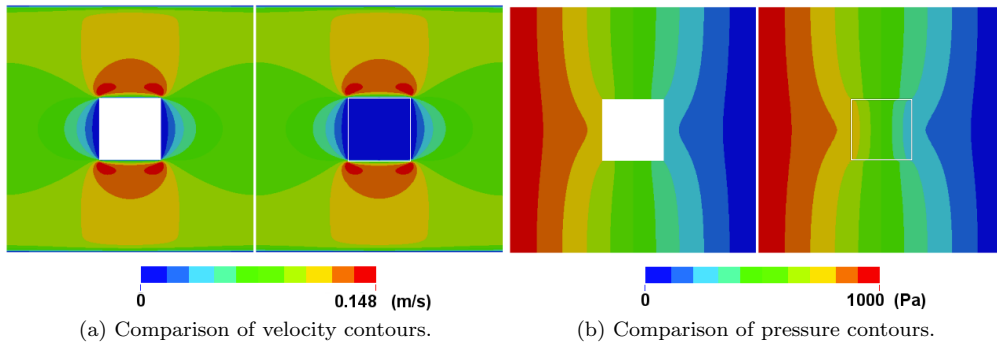 0
0.148 (m/s)
0
1000 (Pa)
(a) Comparison of velocity contours.
(b) Comparison of pressure contours.